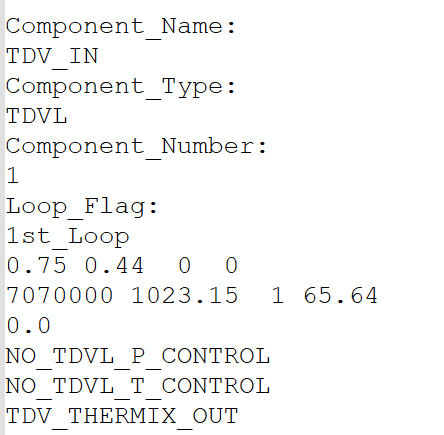 Component_Name:
TDV_IN
Component_Type:
TDVL
Component_Number:
1
Loop_Flag:
1st_Loop
0.75 0.44  0  0
7070000 1023.15  1 65.64
0.0
NO_TDVL_P_CONTROL
NO_TDVL_T_CONTROL
TDV_THERMIX_OUT